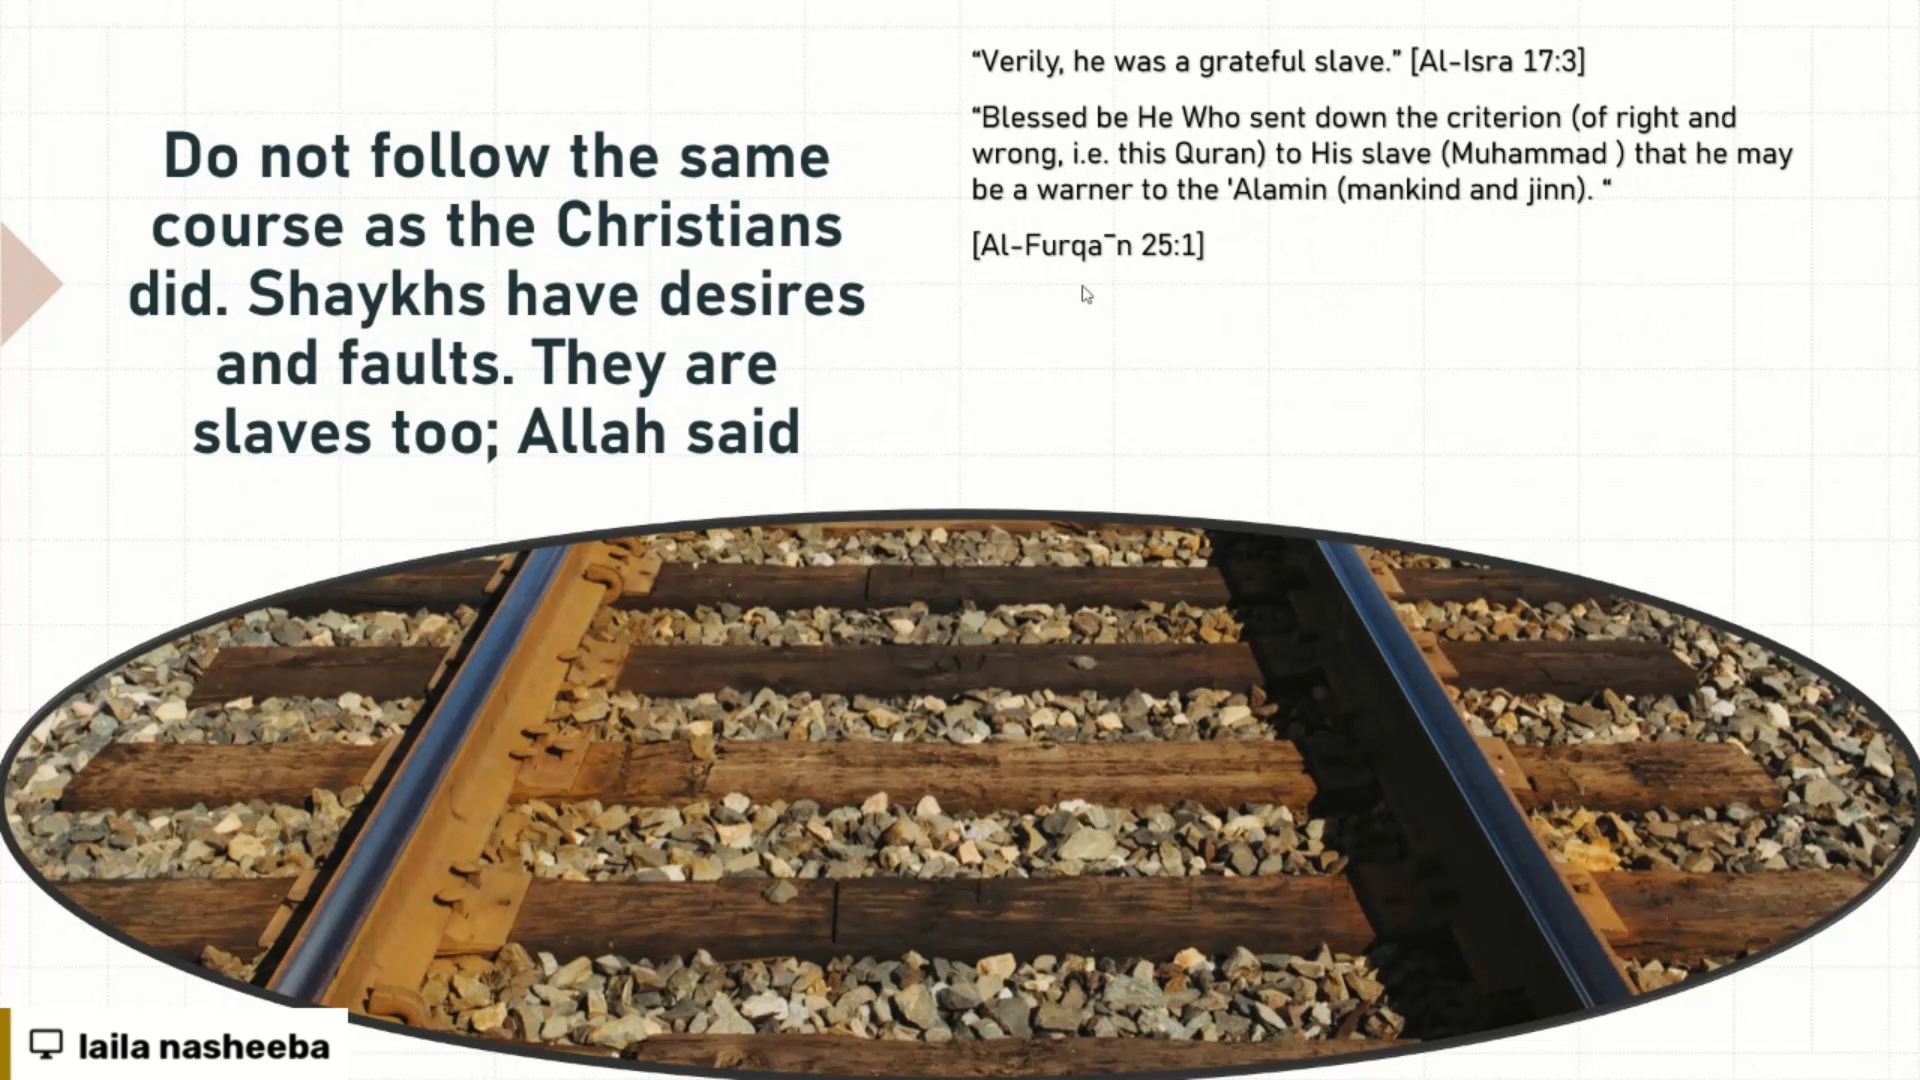 Do not follow the same
course as the Christians
did. Shaykhs have desires
and faults. They are
slaves too; Allah said
“Verily, he was a grateful slave.” [Al-Isra 17:3]
“Blessed be He Who sent down the criterion (of right and
wrong, i.e. this Quran) to His slave (Muhammad ) that he may
be a warner to the 'Alamin (mankind and jinn). “
[Al-Furqa¯n 25:1]
laila nasheeba